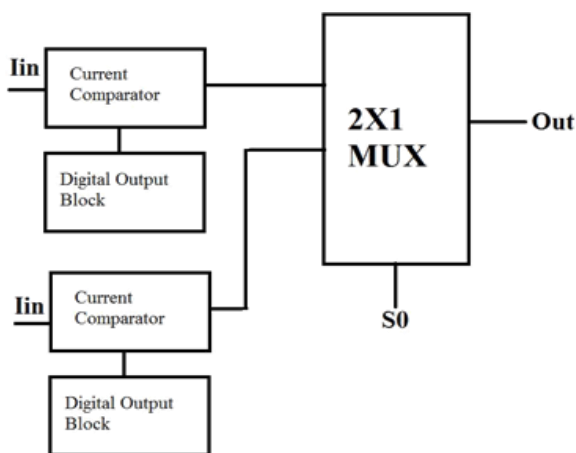 Iin
Current
Comparator
Digital Output
Block
Iin
Current
Comparator
Digital Output
Block
2X1
MUX
Out
S0